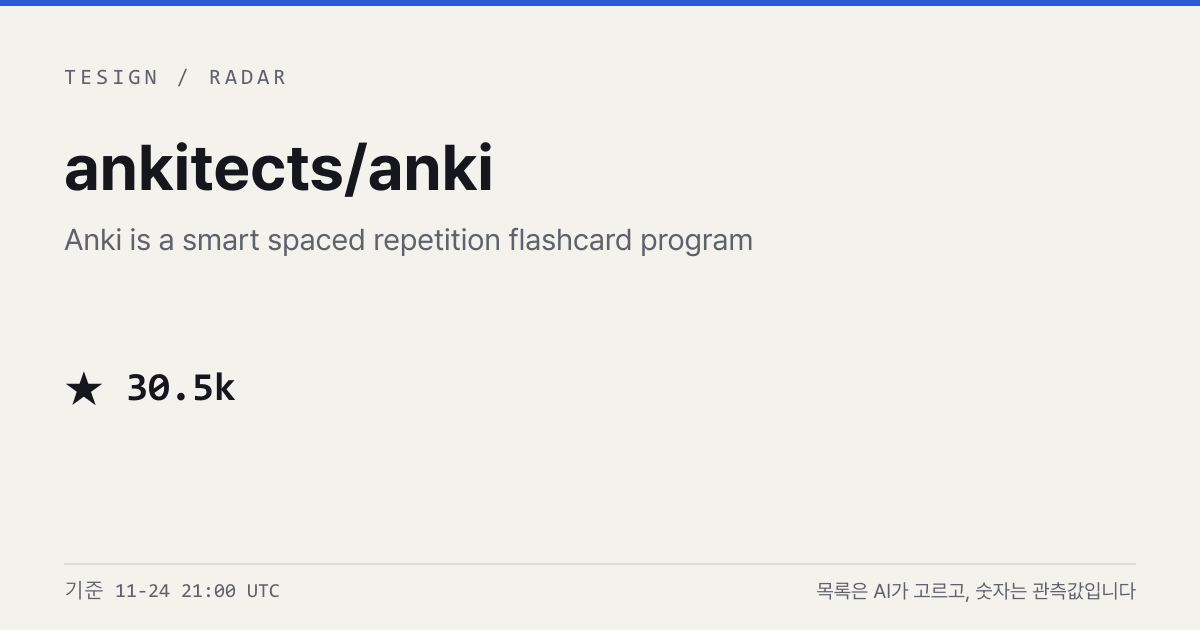 TESIGN / RADAR
ankitects/anki
Anki is a smart spaced repetition flashcard program
★ 30.5k
기준 11-24 21:00 UTC
목록은 AI가 고르고, 숫자는 관측값입니다